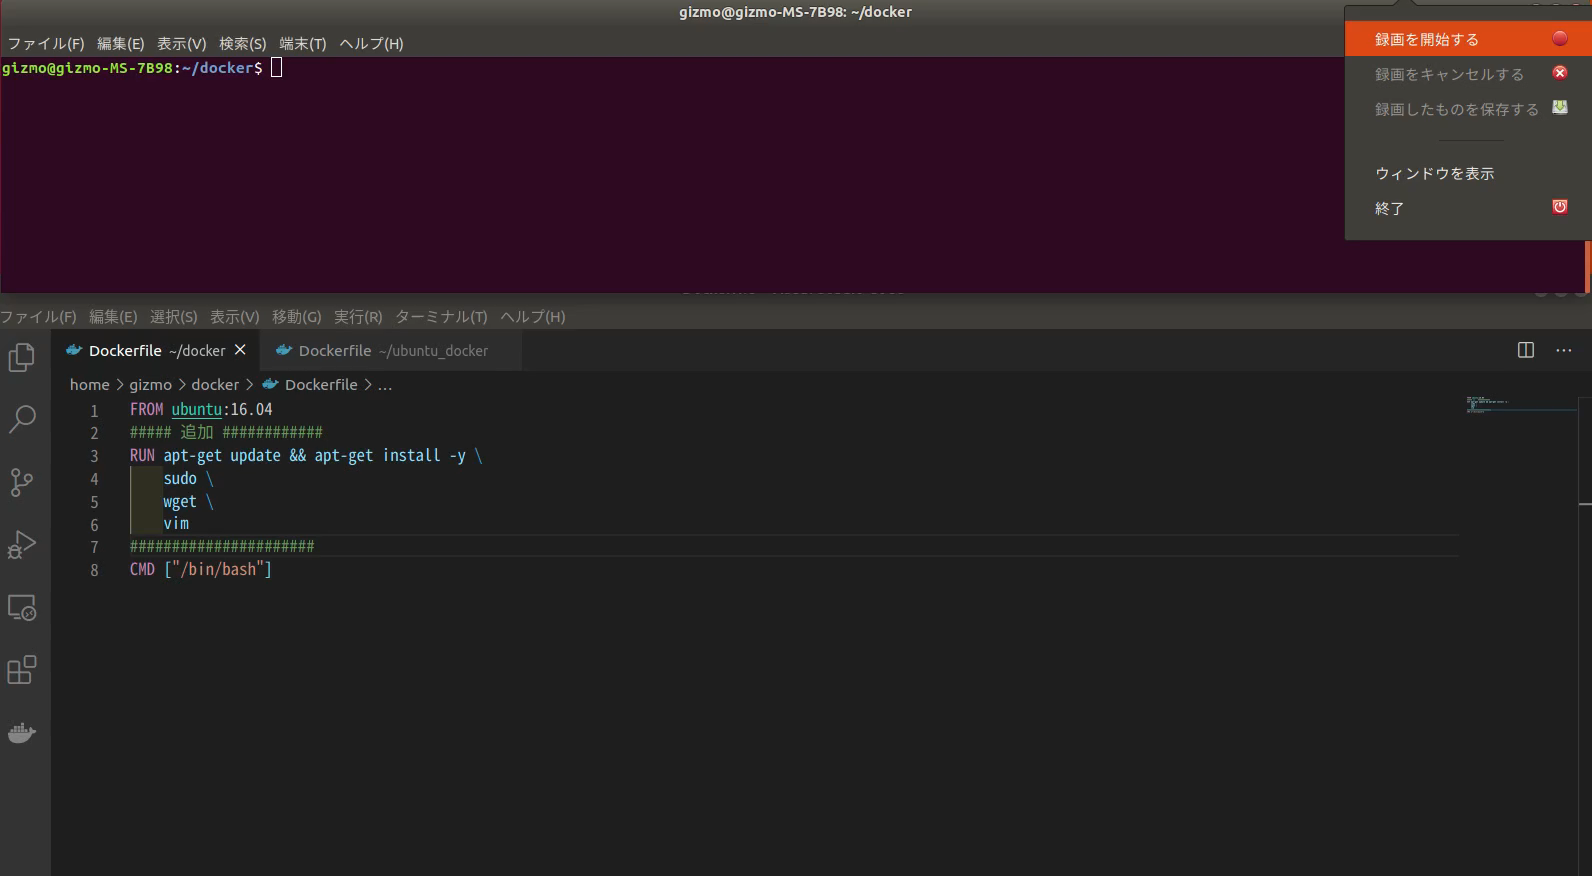 gizmo@gizmo-MS-7B98: ~/docker
ファイル(F) 編集(E) 表示(V) 検索(S) 端末(T) ヘルプ(H)
gizmo@gizmo-MS-7B98:~/docker$
録画を開始する
録画をキャンセルする
録画したものを保存する
ウィンドウを表示
終了
ファイル(F) 編集(E) 選択(S) 表示(V) 移動(G) 実行(R) ターミナル(T) ヘルプ(H)
Dockerfile ~/docker × Dockerfile ~/ubuntu_docker
home > gizmo > docker > Dockerfile > ...
1 FROM ubuntu:16.04
2 ##### 追加 ############
3 RUN apt-get update && apt-get install -y \
4 sudo \
5 wget \
6 vim
7 ######################
8 CMD ["/bin/bash"]